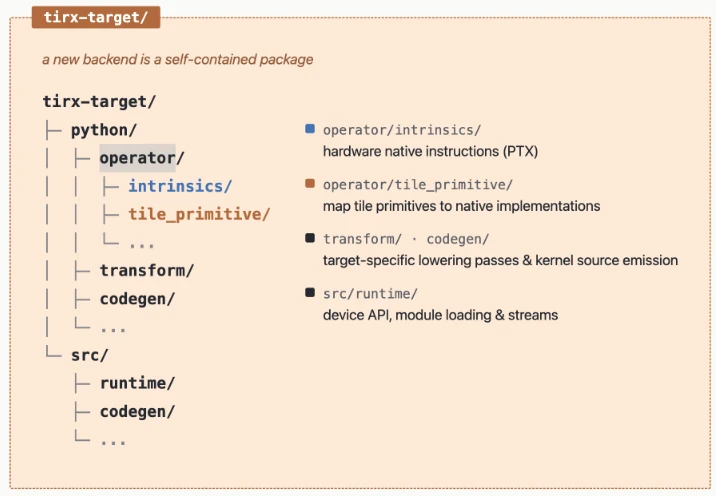 tirx-target/
a new backend is a self-contained package
tirx-target/
├─ python/
│  ├─ operator/
│  │  ├─ intrinsics/
│  │  ├─ tile_primitive/
│  │  └─ ...
│  ├─ transform/
│  ├─ codegen/
│  └─ ...
└─ src/
   ├─ runtime/
   ├─ codegen/
   └─ ...
operator/intrinsics/
hardware native instructions (PTX)
operator/tile_primitive/
map tile primitives to native implementations
transform/ · codegen/
target-specific lowering passes & kernel source emission
src/runtime/
device API, module loading & streams